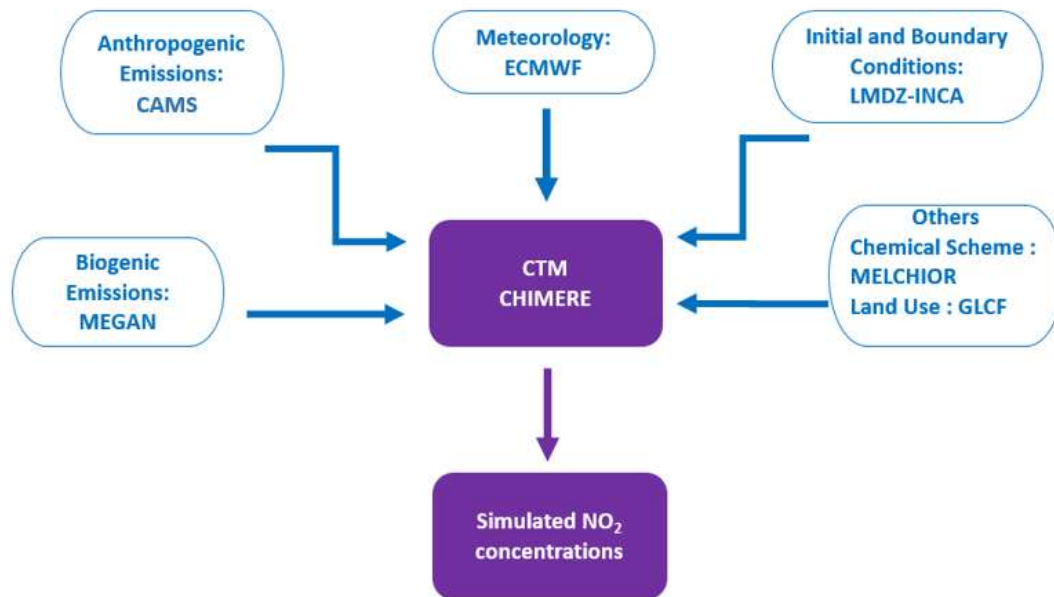 Anthropogenic
Emissions:
CAMS
Meteorology:
ECMWF
Initial and Boundary
Conditions:
LMDZ-INCA
Biogenic
Emissions:
MEGAN
CTM
CHIMERE
Others
Chemical Scheme :
MELCHIOR
Land Use : GLCF
Simulated NO₂
concentrations